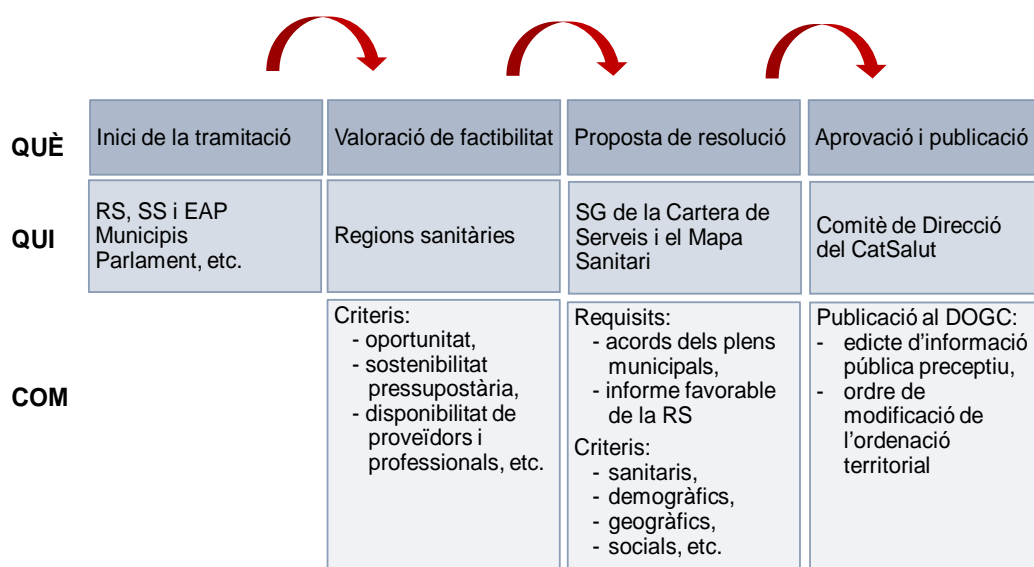 QUÈ
Inici de la tramitació
Valoració de factibilitat
Proposta de resolució
Aprovació i publicació
QUI
RS, SS i EAP
Municipis
Parlament, etc.
Regions sanitàries
SG de la Cartera de
Serveis i el Mapa
Sanitari
Comitè de Direcció
del CatSalut
COM
Criteris:
- oportunitat,
- sostenibilitat
pressupostària,
- disponibilitat de
proveïdors i
professionals, etc.
Requisits:
- acords dels plens
municipals,
- informe favorable
de la RS
Criteris:
- sanitaris,
- demogràfics,
- geogràfics,
- socials, etc.
Publicació al DOGC:
- edicte d'informació
pública preceptiu,
- ordre de
modificació de
l'ordenació
territorial